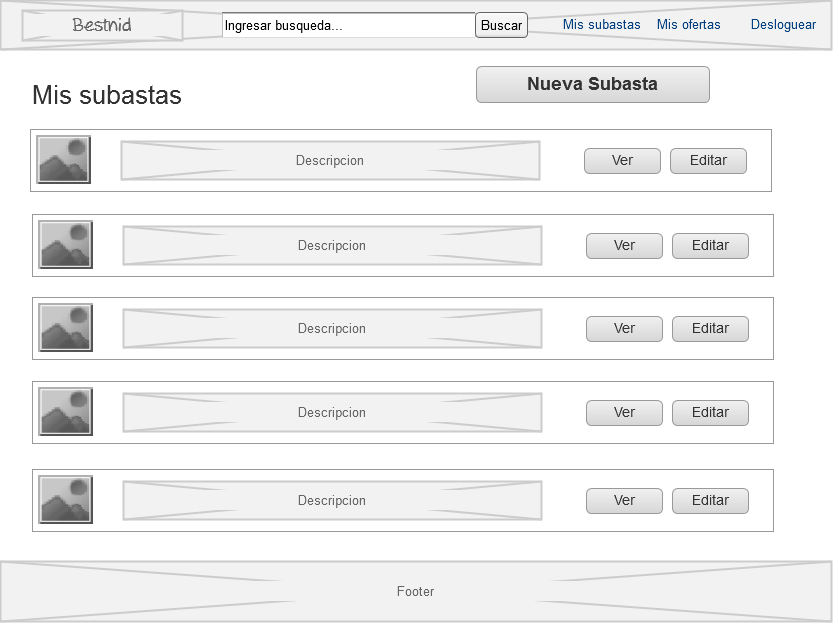 Bestnid Ingresar busqueda... Buscar Mis subastas Mis ofertas Desloguear
Nueva Subasta
Mis subastas
Descripcion Ver Editar
Descripcion Ver Editar
Descripcion Ver Editar
Descripcion Ver Editar
Descripcion Ver Editar
Footer